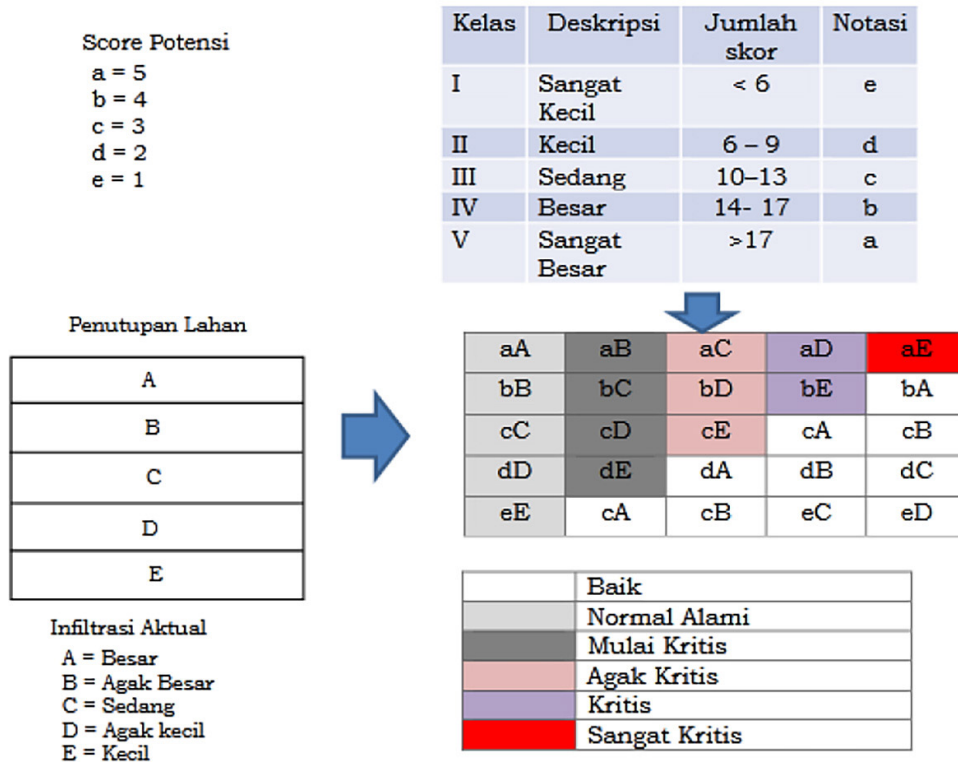 Score Potensi
a = 5
b = 4
c = 3
d = 2
e = 1
Kelas Deskripsi Jumlah skor Notasi
I Sangat Kecil < 6 e
II Kecil 6 – 9 d
III Sedang 10–13 c
IV Besar 14- 17 b
V Sangat Besar >17 a
Penutupan Lahan
A
B
C
D
E
Infiltrasi Aktual
A = Besar
B = Agak Besar
C = Sedang
D = Agak kecil
E = Kecil
aA aB aC aD aE
bB bC bD bE bA
cC cD cE cA cB
dD dE dA dB dC
eE cA cB eC eD
Baik
Normal Alami
Mulai Kritis
Agak Kritis
Kritis
Sangat Kritis